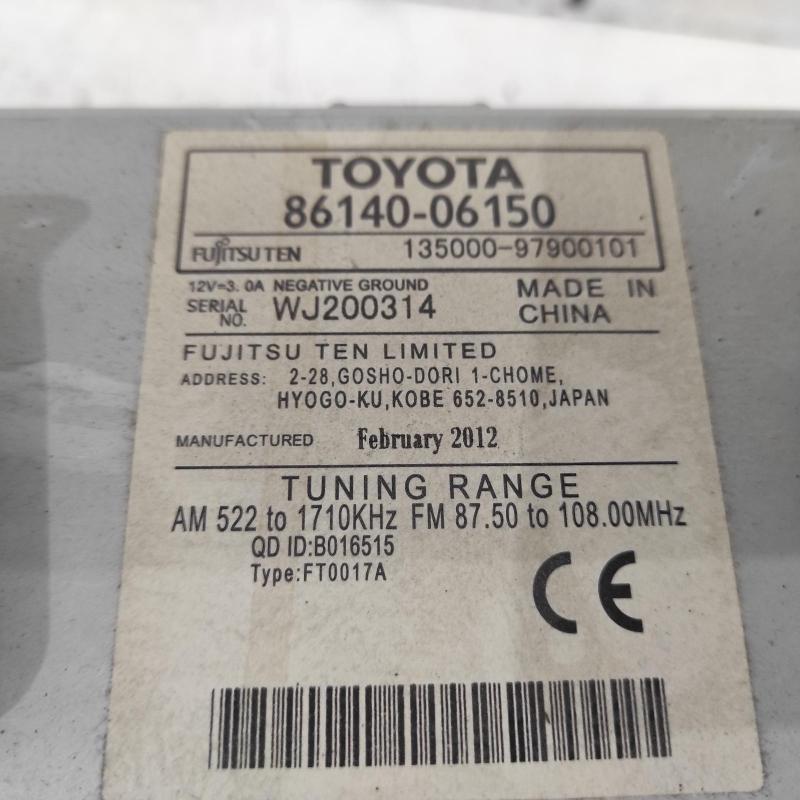 TOYOTA
86140-06150
FUJITSU TEN 135000-97900101
12V=3.0A NEGATIVE GROUND
SERIAL NO. WJ200314
MADE IN CHINA
FUJITSU TEN LIMITED
ADDRESS: 2-28,GOSHO-DORI 1-CHOME,
HYOGO-KU,KOBE 652-8510,JAPAN
MANUFACTURED February 2012
TUNING RANGE
AM 522 to 1710KHz FM 87.50 to 108.00MHz
QD ID:B016515
Type:FT0017A
CE